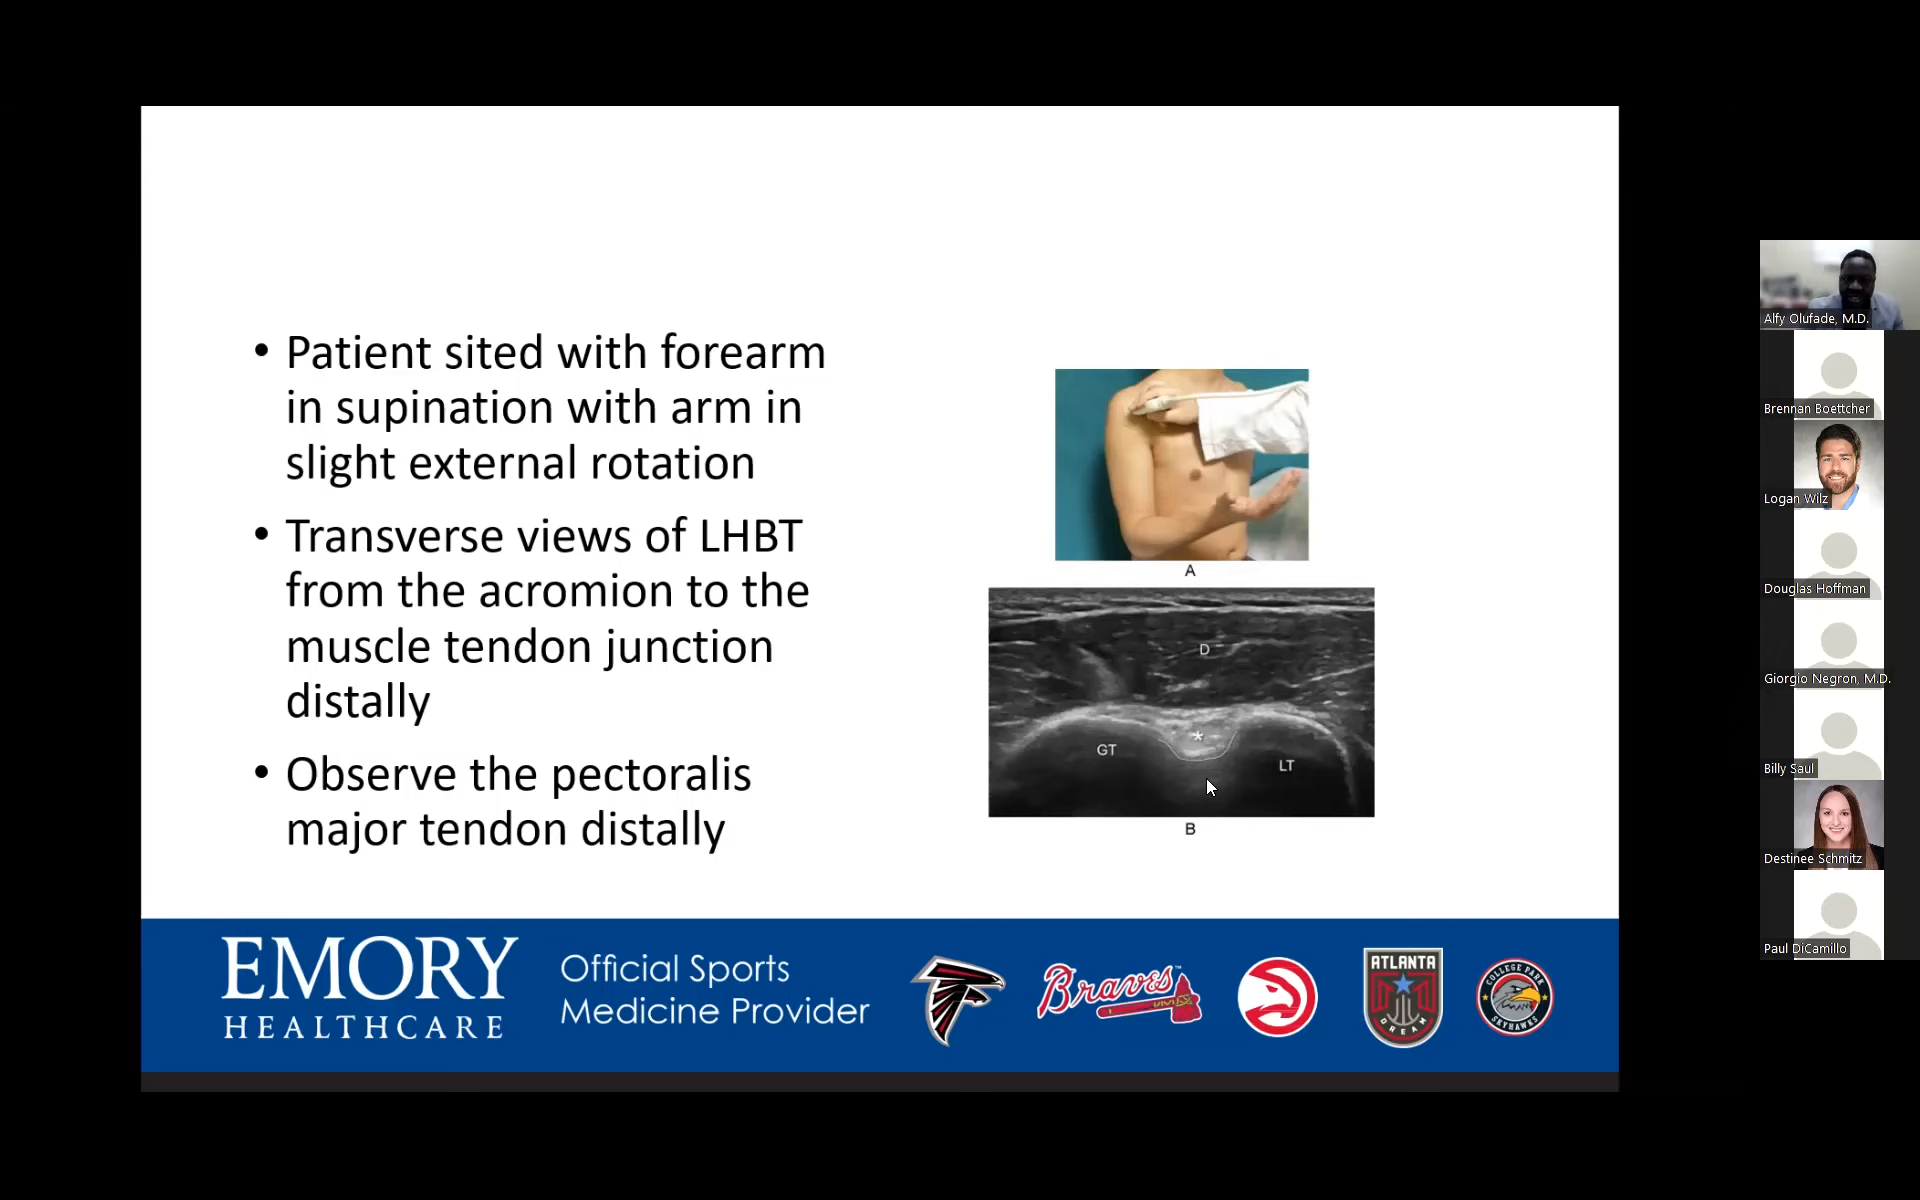 • Patient sited with forearm
in supination with arm in
slight external rotation
• Transverse views of LHBT
from the acromion to the
muscle tendon junction
distally
• Observe the pectoralis
major tendon distally
A
D
*
GT
LT
B
EMORY
HEALTHCARE
Official Sports
Medicine Provider
Braves
ATLANTA
DREAM
COLLEGE PARK
SKYHAWKS
Alfy Olufade, M.D.
Brennan Boettcher
Logan Wilz
Douglas Hoffman
Giorgio Negron, M.D.
Billy Saul
Destinee Schmitz
Paul DiCamillo